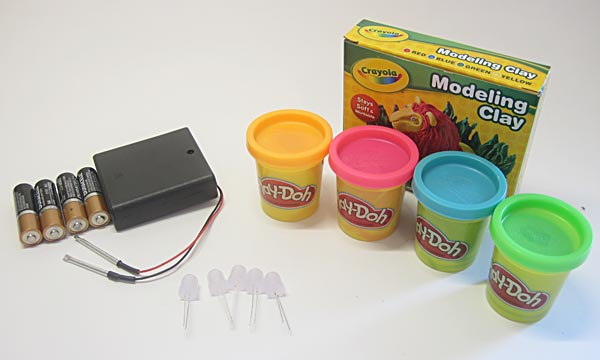 Crayola
Modeling Clay
RED BLUE GREEN YELLOW
Crayola
Stays
Soft &
Modeling
Clay
Play-Doh
Play-Doh
Play-Doh
Play-Doh